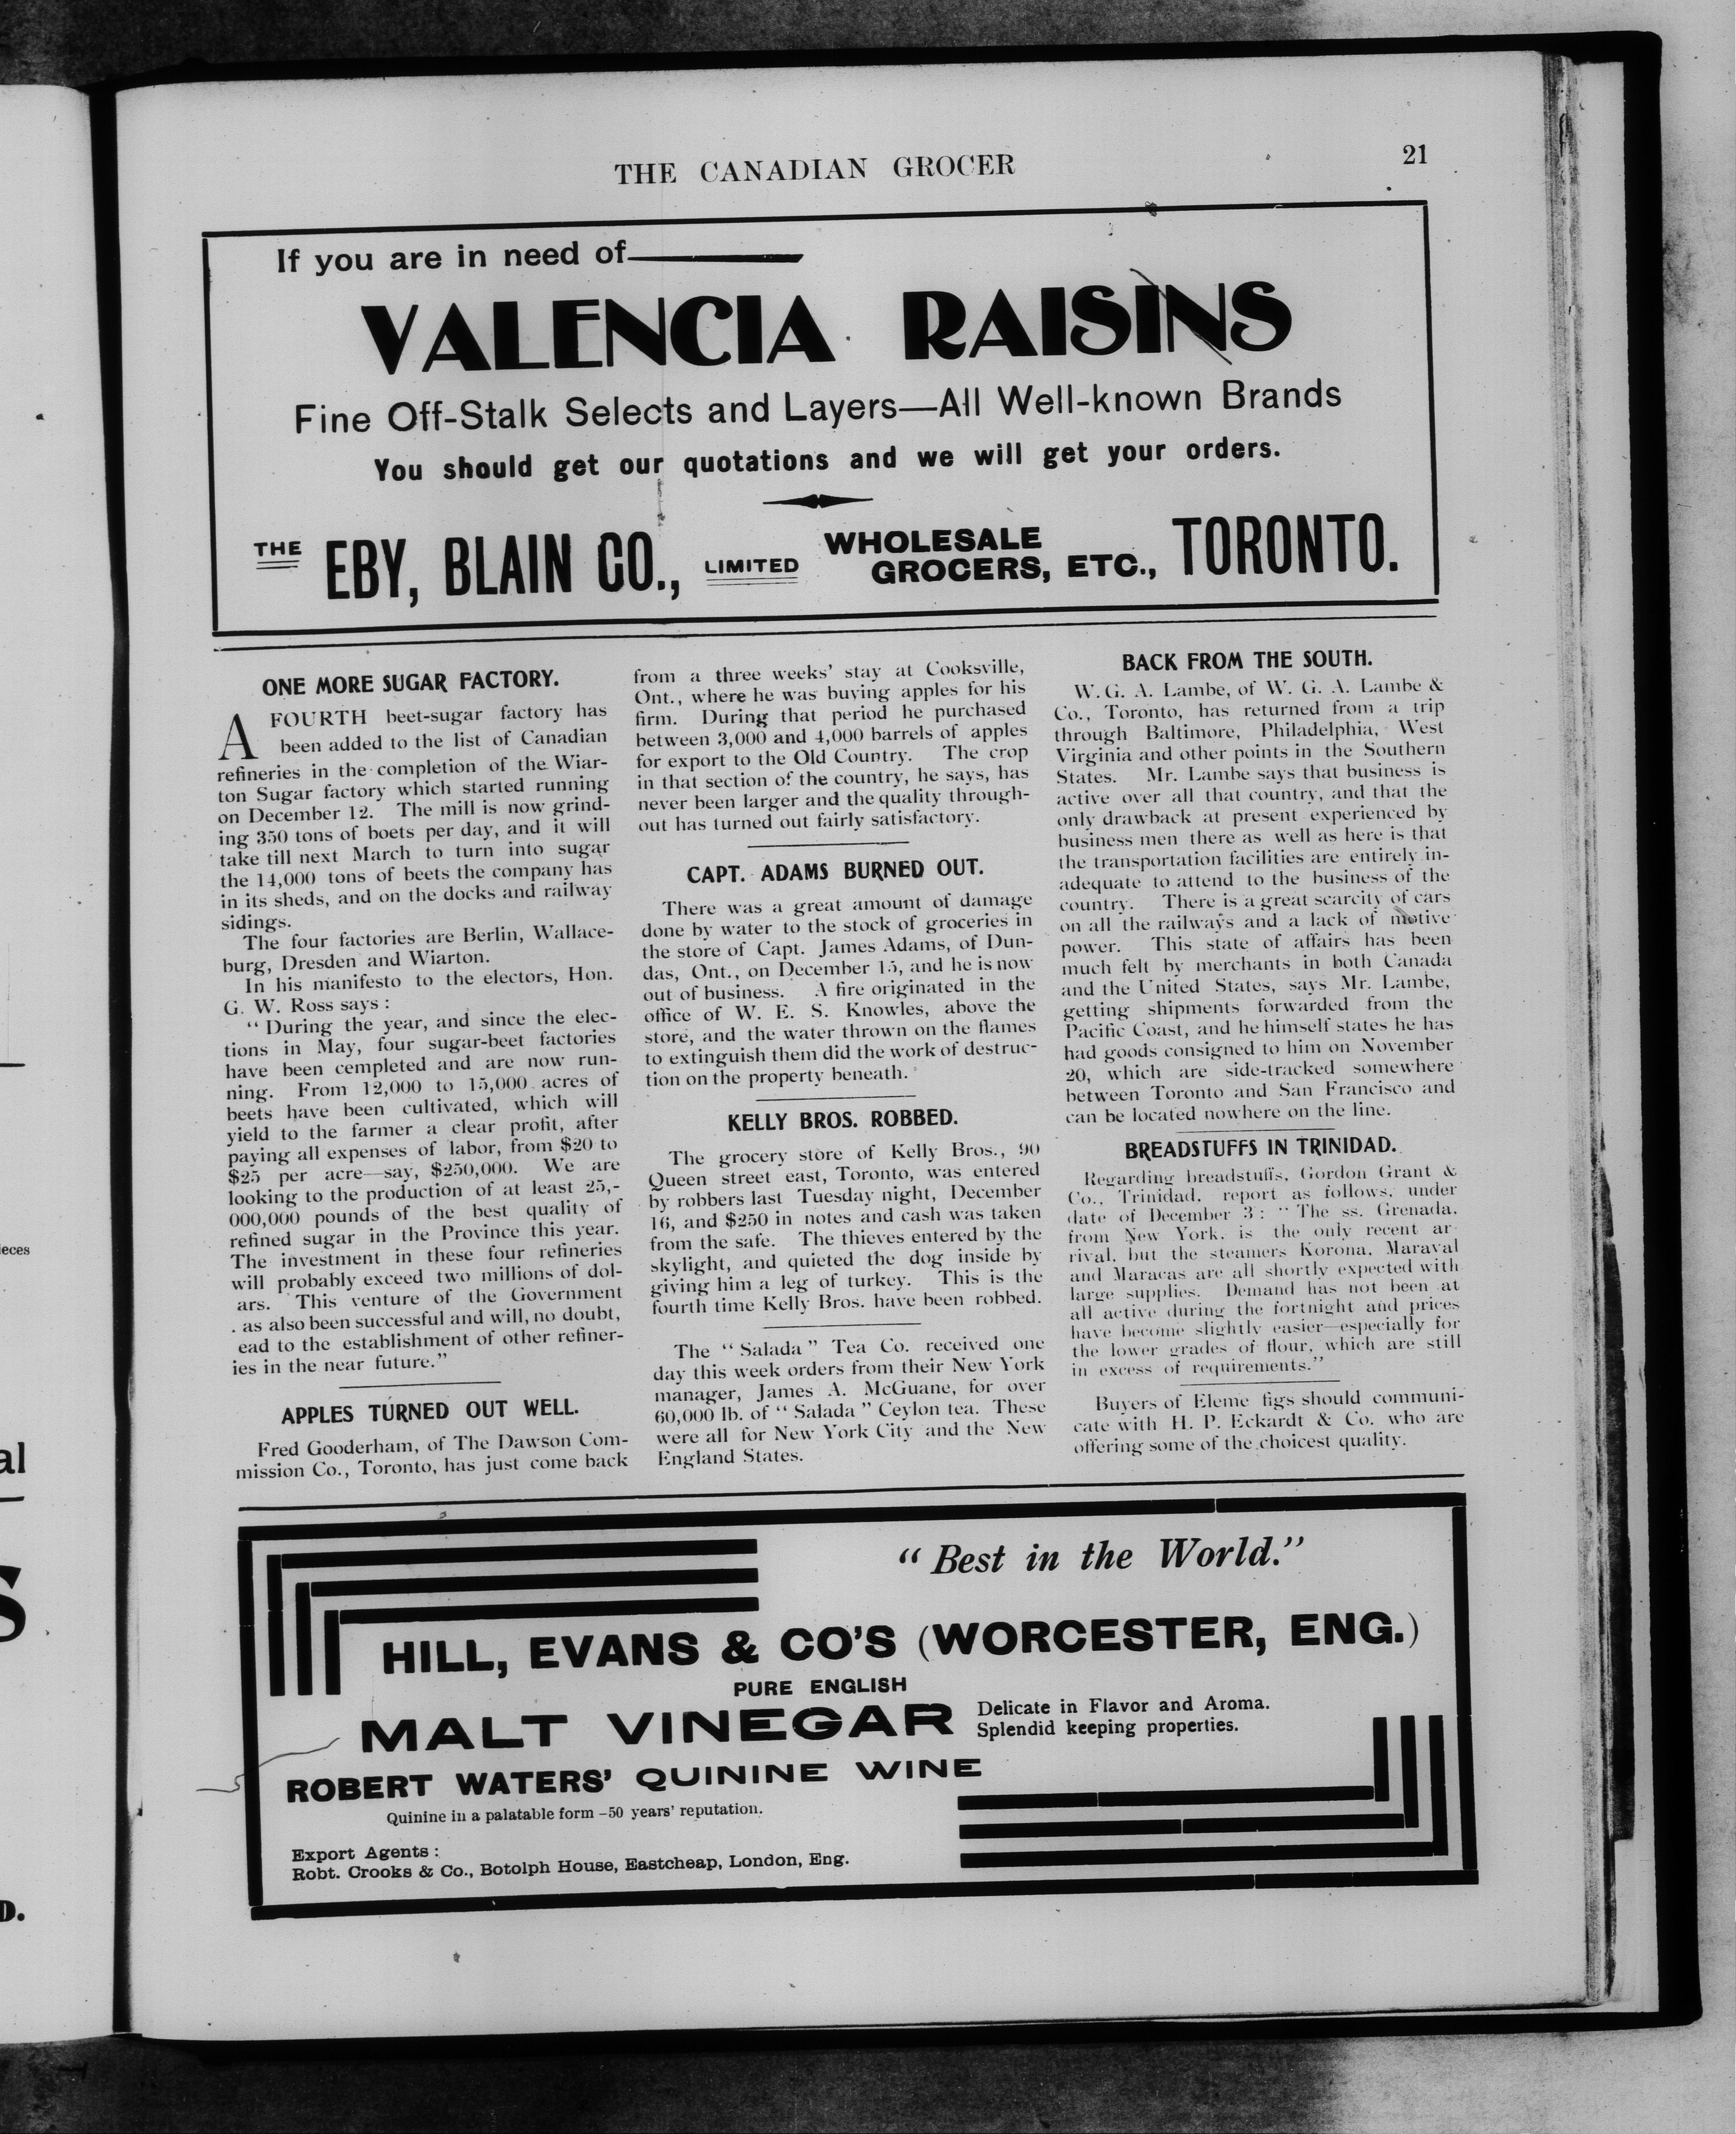 THE CANADIAN GROCER
21
If you are in need of
VALENCIA RAISINS
Fine Off-Stalk Selects and Layers—All Well-known Brands
You should get our quotations and we will get your orders.
THE EBY, BLAIN CO., LIMITED WHOLESALE GROCERS, ETC., TORONTO.
ONE MORE SUGAR FACTORY.
A FOURTH beet-sugar factory has
been added to the list of Canadian
refineries in the completion of the Wiar-
ton Sugar factory which started running
on December 12. The mill is now grind-
ing 350 tons of boets per day, and it will
take till next March to turn into sugar
the 14,000 tons of beets the company has
in its sheds, and on the docks and railway
sidings.
The four factories are Berlin, Wallace-
burg, Dresden and Wiarton.
In his manifesto to the electors, Hon.
G. W. Ross says :
“ During the year, and since the elec-
tions in May, four sugar-beet factories
have been cempleted and are now run-
ning. From 12,000 to 15,000 acres of
beets have been cultivated, which will
yield to the farmer a clear profit, after
paying all expenses of labor, from $20 to
$25 per acre—say, $250,000. We are
looking to the production of at least 25,-
000,000 pounds of the best quality of
refined sugar in the Province this year.
The investment in these four refineries
will probably exceed two millions of dol-
ars. This venture of the Government
as also been successful and will, no doubt,
ead to the establishment of other refiner-
ies in the near future.”
APPLES TURNED OUT WELL.
Fred Gooderham, of The Dawson Com-
mission Co., Toronto, has just come back
from a three weeks’ stay at Cooksville,
Ont., where he was buying apples for his
firm. During that period he purchased
between 3,000 and 4,000 barrels of apples
for export to the Old Country. The crop
in that section of the country, he says, has
never been larger and the quality through-
out has turned out fairly satisfactory.
CAPT. ADAMS BURNED OUT.
There was a great amount of damage
done by water to the stock of groceries in
the store of Capt. James Adams, of Dun-
das, Ont., on December 15, and he is now
out of business. A fire originated in the
office of W. E. S. Knowles, above the
store, and the water thrown on the flames
to extinguish them did the work of destruc-
tion on the property beneath.
KELLY BROS. ROBBED.
The grocery store of Kelly Bros., 90
Queen street east, Toronto, was entered
by robbers last Tuesday night, December
16, and $250 in notes and cash was taken
from the safe. The thieves entered by the
skylight, and quieted the dog inside by
giving him a leg of turkey. This is the
fourth time Kelly Bros. have been robbed.
The “ Salada ” Tea Co. received one
day this week orders from their New York
manager, James A. McGuane, for over
60,000 lb. of “ Salada ” Ceylon tea. These
were all for New York City and the New
England States.
BACK FROM THE SOUTH.
W. G. A. Lambe, of W. G. A. Lambe &
Co., Toronto, has returned from a trip
through Baltimore, Philadelphia, West
Virginia and other points in the Southern
States. Mr. Lambe says that business is
active over all that country, and that the
only drawback at present experienced by
business men there as well as here is that
the transportation facilities are entirely in-
adequate to attend to the business of the
country. There is a great scarcity of cars
on all the railways and a lack of motive
power. This state of affairs has been
much felt by merchants in both Canada
and the United States, says Mr. Lambe,
getting shipments forwarded from the
Pacific Coast, and he himself states he has
had goods consigned to him on November
20, which are side-tracked somewhere
between Toronto and San Francisco and
can be located nowhere on the line.
BREADSTUFFS IN TRINIDAD.
Regarding breadstuffs, Gordon Grant &
Co., Trinidad, report as follows, under
date of December 3 : “ The ss. Grenada,
from New York, is the only recent ar-
rival, but the steamers Korona, Maraval
and Maracas are all shortly expected with
large supplies. Demand has not been at
all active during the fortnight and prices
have become slightly easier—especially for
the lower grades of flour, which are still
in excess of requirements.”
Buyers of Eleme figs should communi-
cate with H. P. Eckardt & Co. who are
offering some of the choicest quality.
“ Best in the World.”
HILL, EVANS & CO’S (WORCESTER, ENG.)
PURE ENGLISH
MALT VINEGAR
Delicate in Flavor and Aroma.
Splendid keeping properties.
ROBERT WATERS’ QUININE WINE
Quinine in a palatable form –50 years’ reputation.
Export Agents :
Robt. Crooks & Co., Botolph House, Eastcheap, London, Eng.